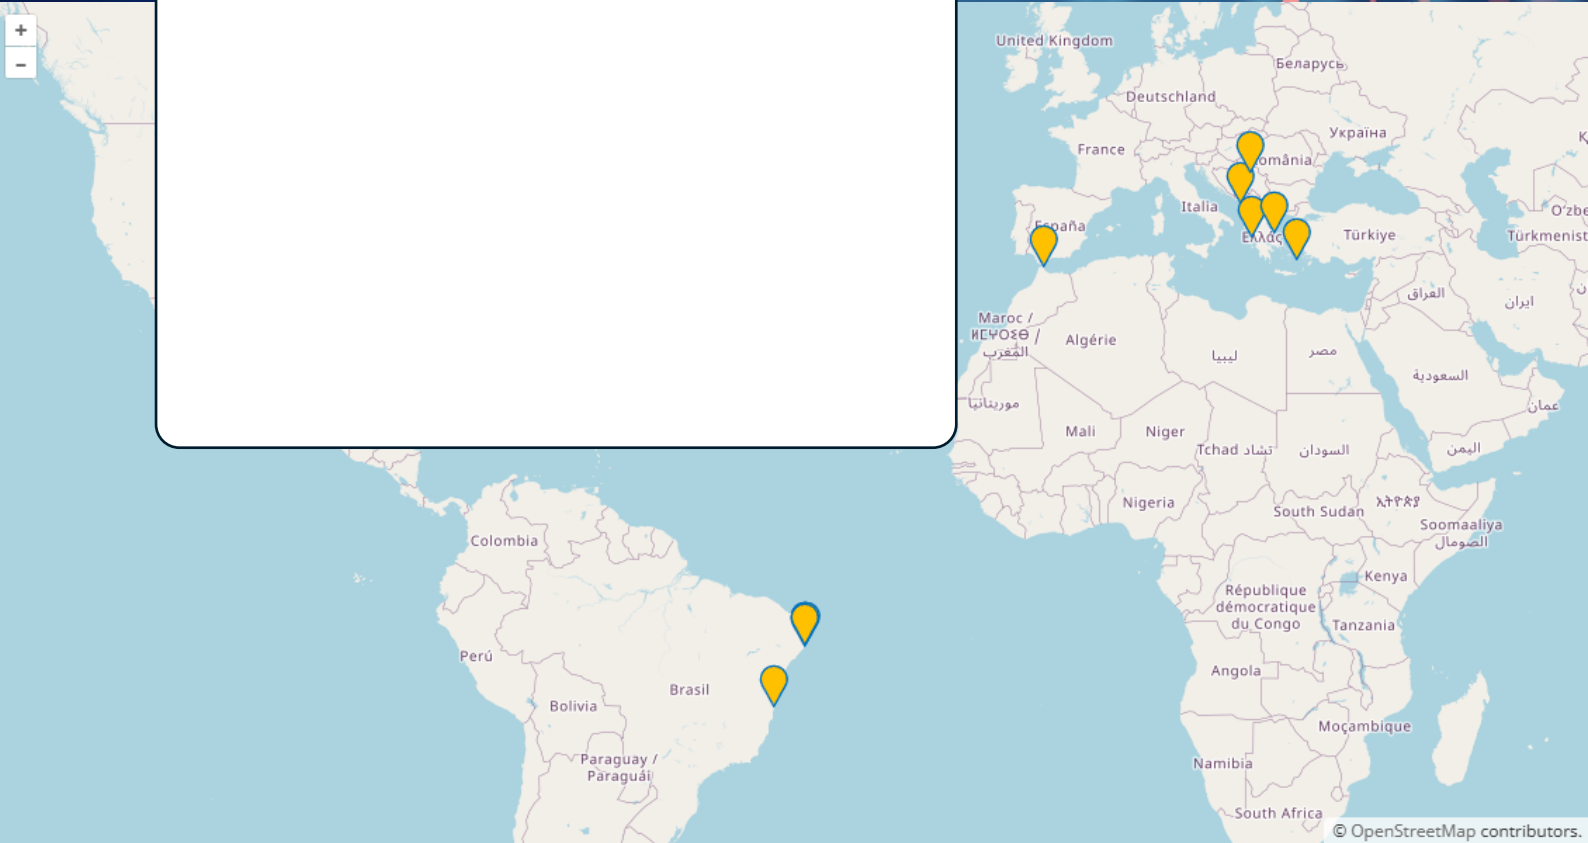 +
−
United Kingdom
Беларусь
Deutschland
Україна
France
România
Italia
España
Ελλάς
Türkiye
Türkmenist
Maroc /
ⵍⵎⵖⵔⵉⴱ /
المغرب
Algérie
ليبيا
مصر
العراق
ایران
السعودية
عمان
موريتانيا
Mali
Niger
Tchad تشاد
السودان
اليمن
Nigeria
South Sudan
ኢትዮጵያ
Soomaaliya
الصومال
Colombia
Kenya
République
démocratique
du Congo
Tanzania
Perú
Brasil
Angola
Bolivia
Moçambique
Paraguay /
Paraguái
Namibia
South Africa
© OpenStreetMap contributors.